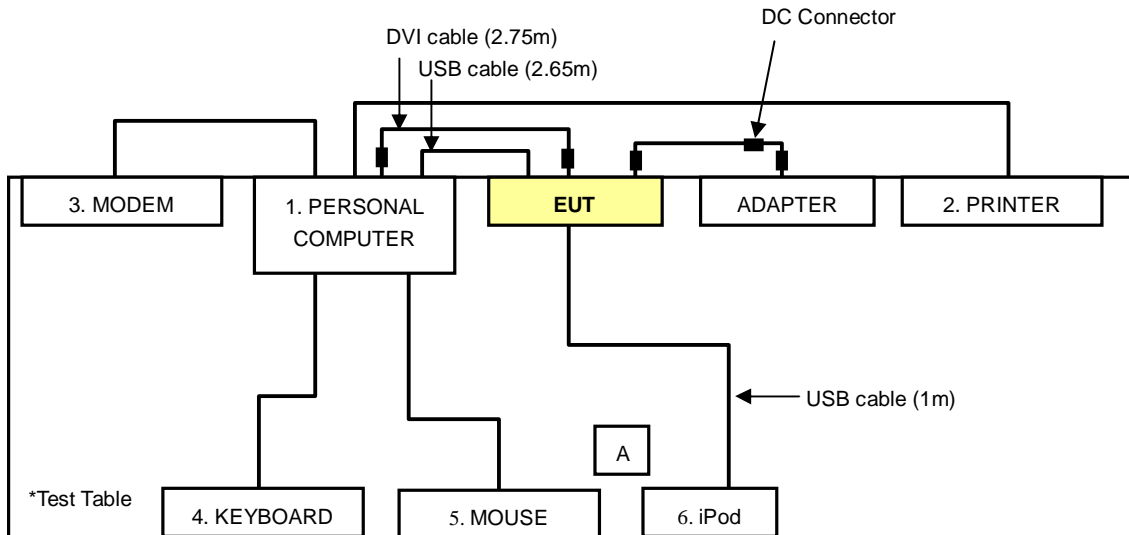 DC Connector
DVI cable (2.75m)
USB cable (2.65m)
3. MODEM
1. PERSONAL
COMPUTER
EUT
ADAPTER
2. PRINTER
USB cable (1m)
A
*Test Table
4. KEYBOARD
5. MOUSE
6. iPod